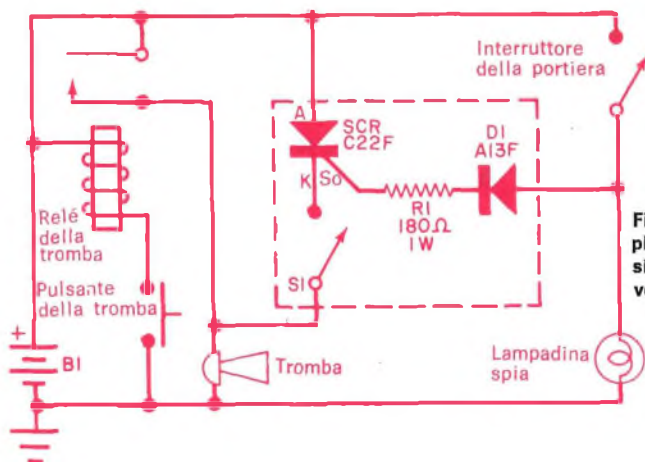 Interruttore
della portiera
A
SCR
C22F
D1
A13F
K
So
R1
180Ω
1W
S1
Relé
della
tromba
Pulsante
della tromba
+
B1
Tromba
Lampadina
spia